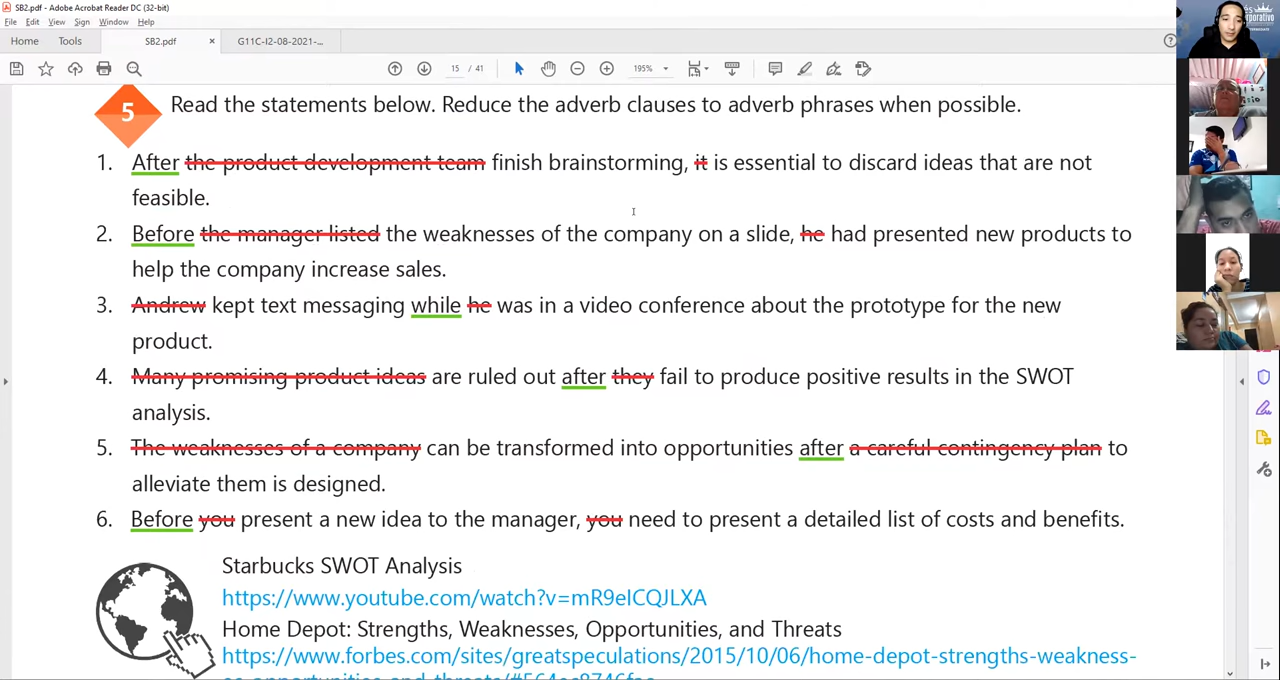 SB2.pdf - Adobe Acrobat Reader DC (32-bit)
File Edit View Sign Window Help
Home Tools SB2.pdf × G11C-I2-08-2021-...
15 / 41 195%
5 Read the statements below. Reduce the adverb clauses to adverb phrases when possible.
1. After the product development team finish brainstorming, it is essential to discard ideas that are not
feasible.
2. Before the manager listed the weaknesses of the company on a slide, he had presented new products to
help the company increase sales.
3. Andrew kept text messaging while he was in a video conference about the prototype for the new
product.
4. Many promising product ideas are ruled out after they fail to produce positive results in the SWOT
analysis.
5. The weaknesses of a company can be transformed into opportunities after a careful contingency plan to
alleviate them is designed.
6. Before you present a new idea to the manager, you need to present a detailed list of costs and benefits.
Starbucks SWOT Analysis
https://www.youtube.com/watch?v=mR9eICQJLXA
Home Depot: Strengths, Weaknesses, Opportunities, and Threats
https://www.forbes.com/sites/greatspeculations/2015/10/06/home-depot-strengths-weakness-